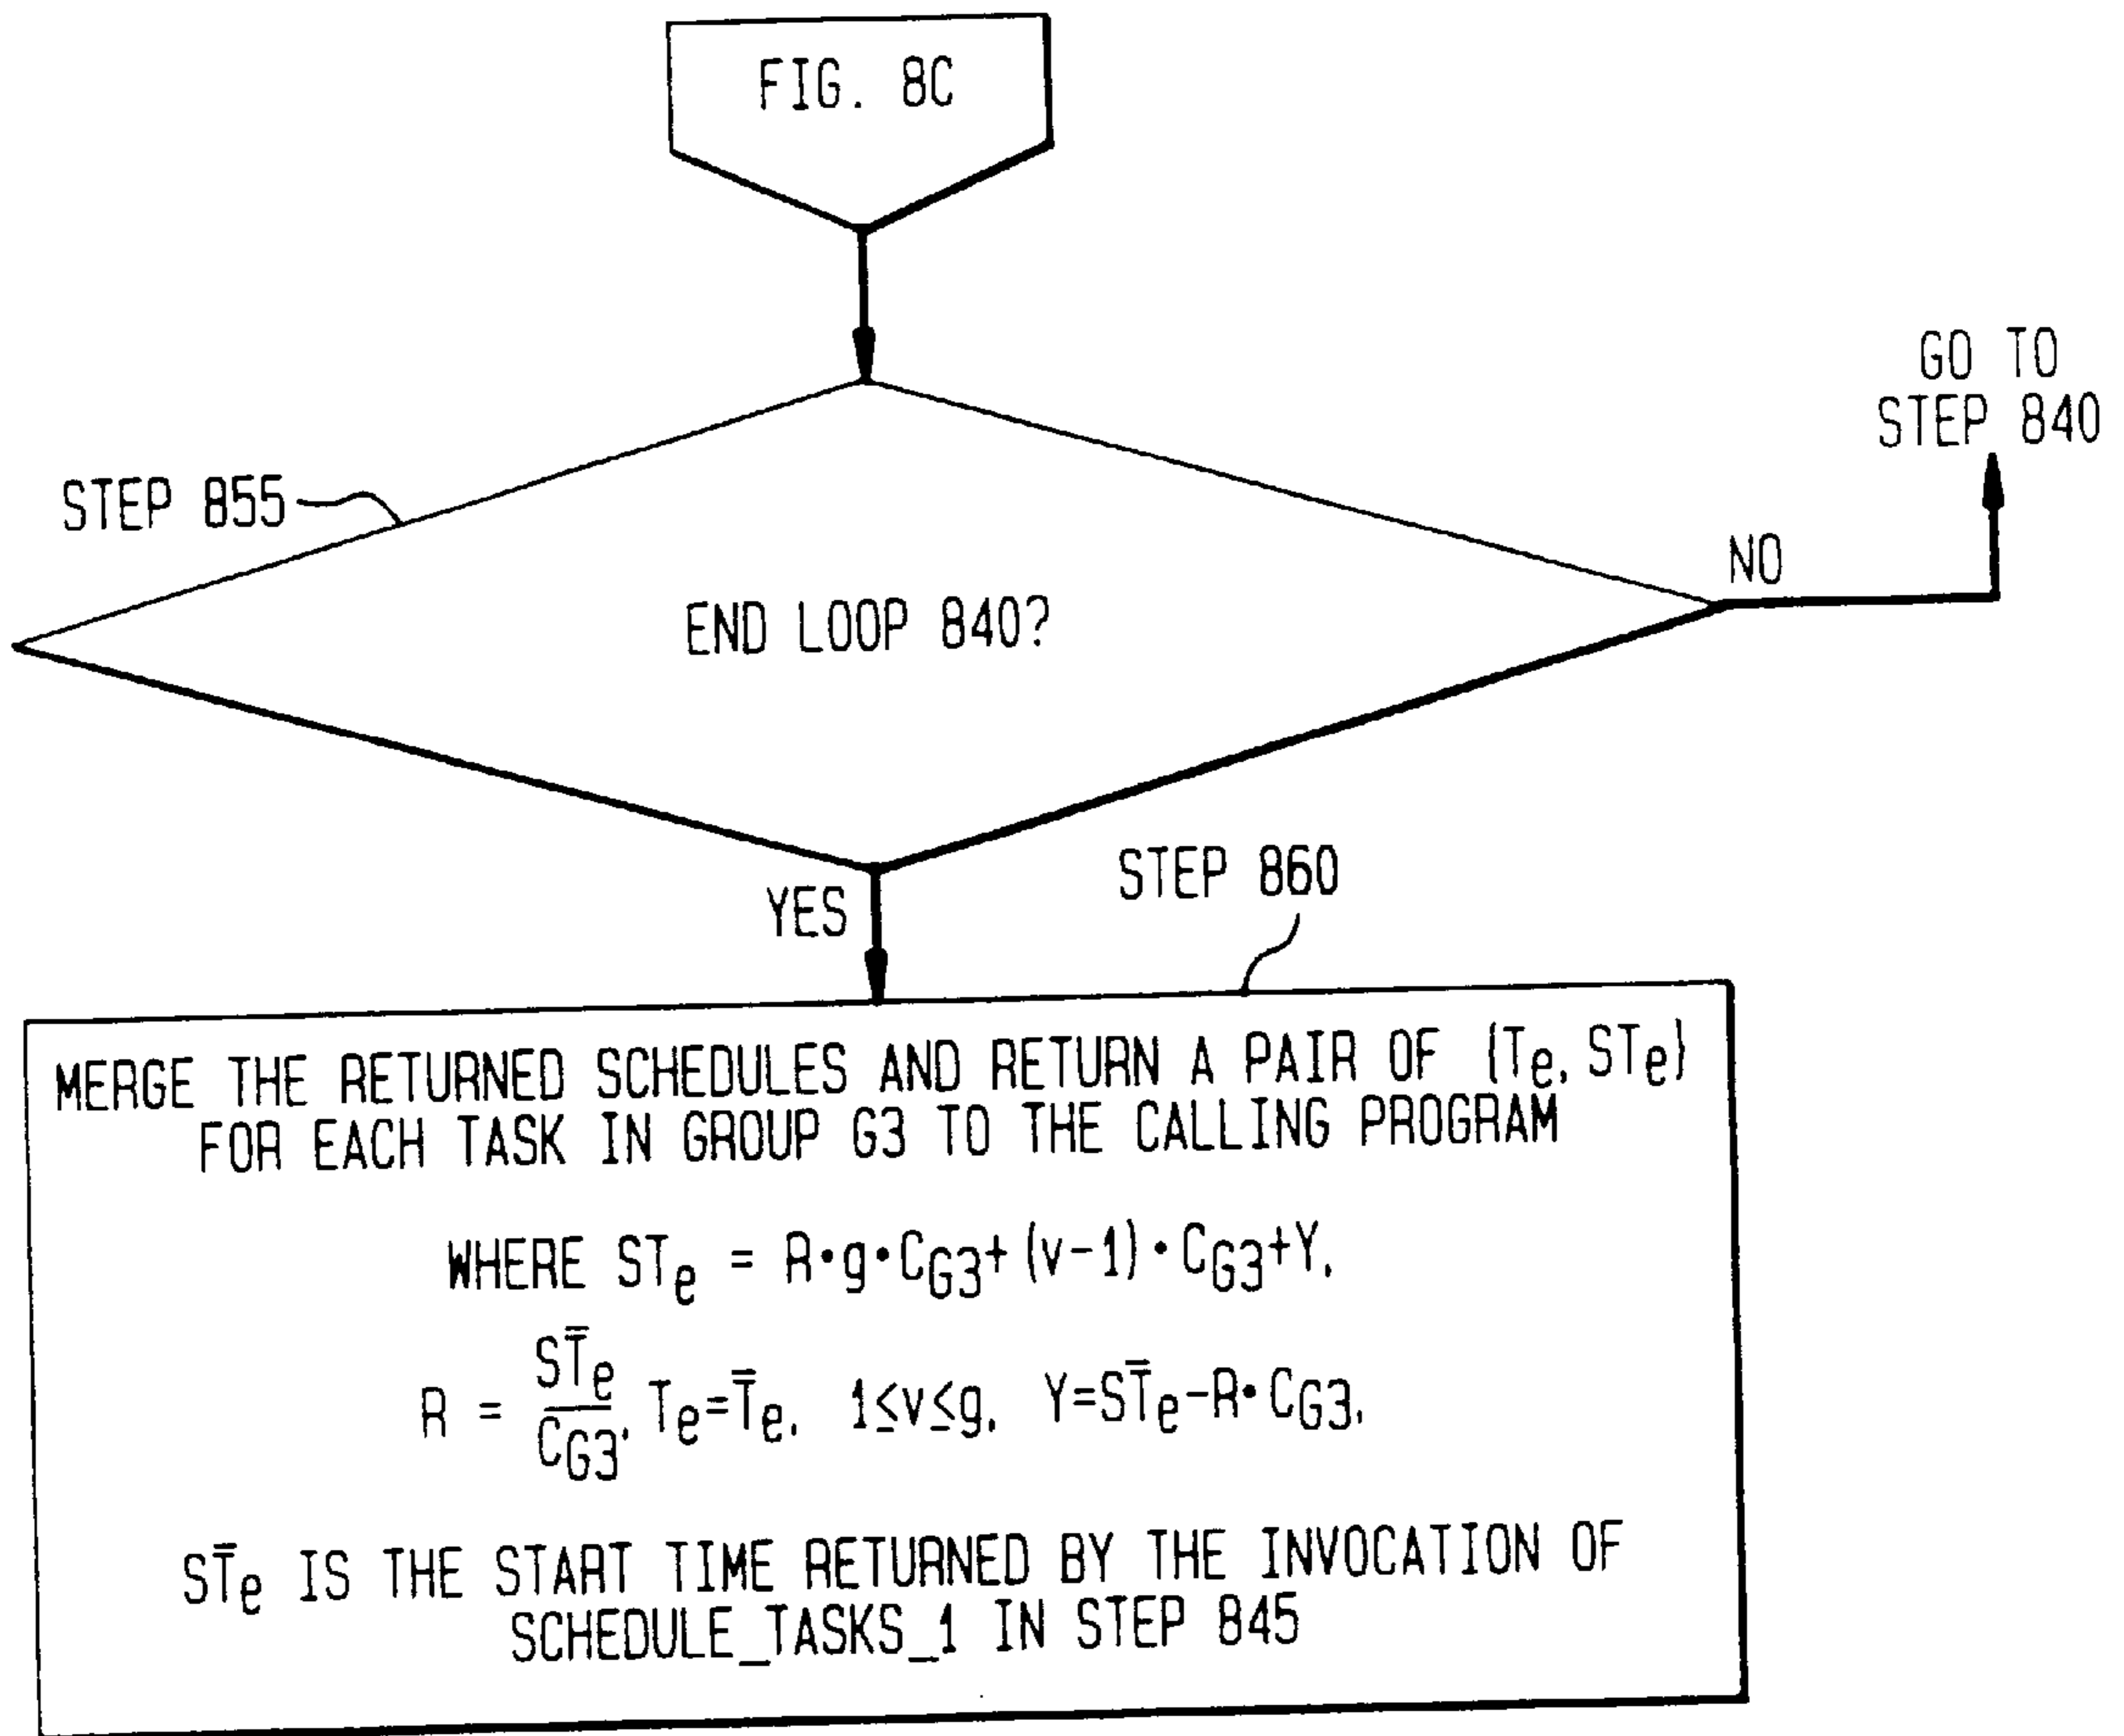 FIG. 8C
GO TO
STEP 840
STEP 855
NO
END LOOP 840?
STEP 860
YES
MERGE THE RETURNED SCHEDULES AND RETURN A PAIR OF {Te, STe}
FOR EACH TASK IN GROUP G3 TO THE CALLING PROGRAM
WHERE STe = R•g•CG3+(v-1)•CG3+Y,
R = ST̄e/CG3, Te=T̄e, 1≤v≤g, Y=ST̄e-R•CG3,
ST̄e IS THE START TIME RETURNED BY THE INVOCATION OF
SCHEDULE_TASKS_1 IN STEP 845